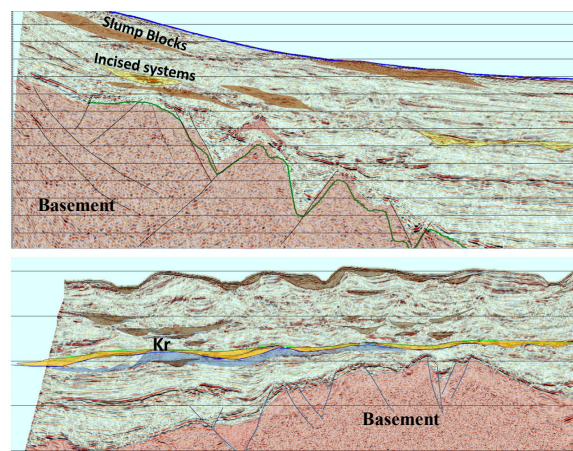 Slump Blocks
Incised systems
Basement
Kr
Basement